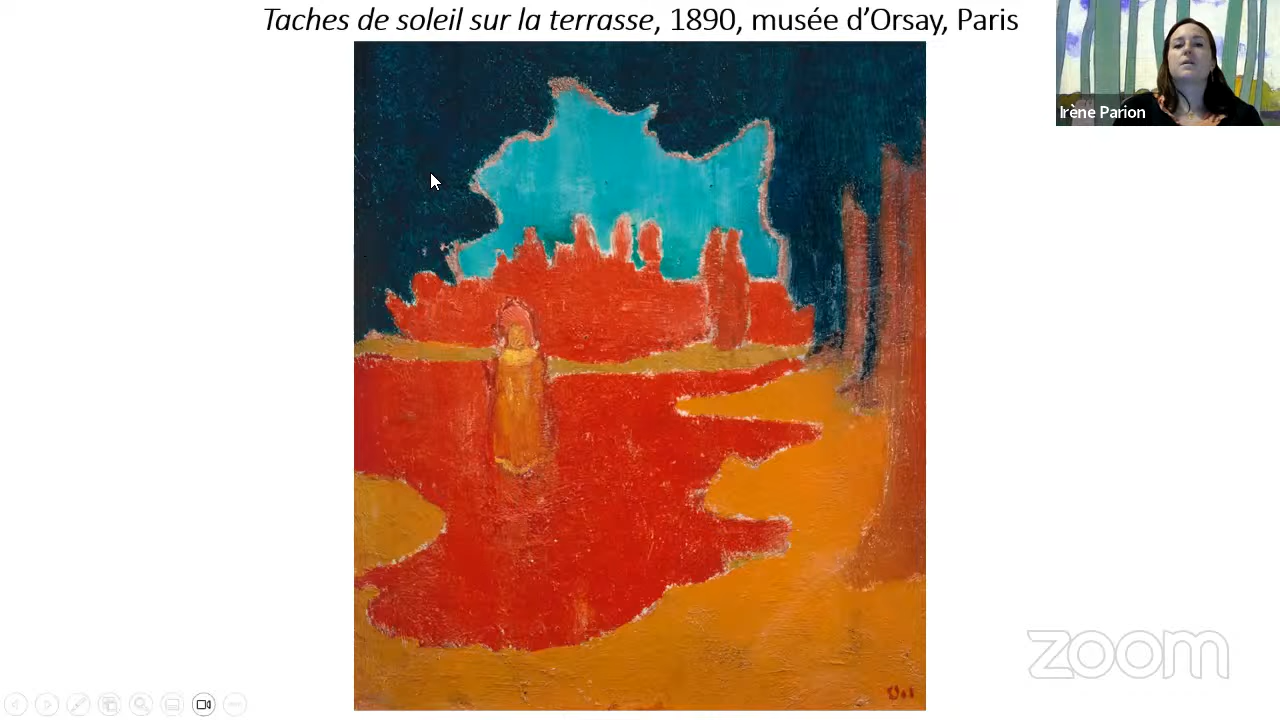 Taches de soleil sur la terrasse, 1890, musée d’Orsay, Paris
Irène Parion
zoom